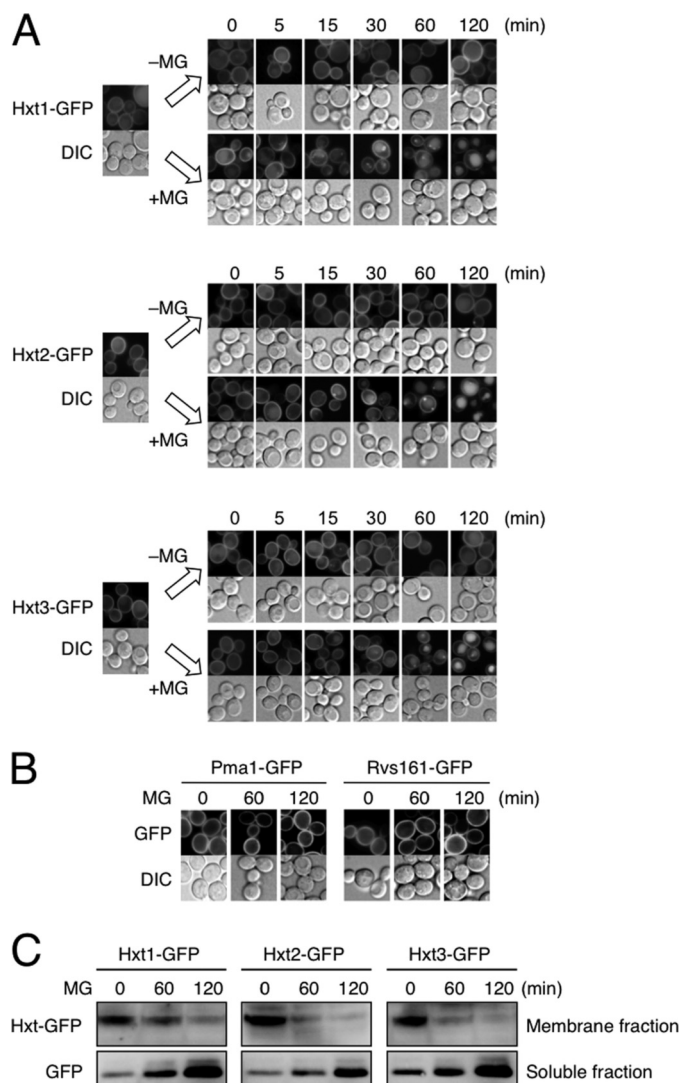 A
0 5 15 30 60 120 (min)
–MG
Hxt1-GFP
DIC
+MG
0 5 15 30 60 120 (min)
–MG
Hxt2-GFP
DIC
+MG
0 5 15 30 60 120 (min)
–MG
Hxt3-GFP
DIC
+MG
B
Pma1-GFP Rvs161-GFP
MG 0 60 120 0 60 120 (min)
GFP
DIC
C
Hxt1-GFP Hxt2-GFP Hxt3-GFP
MG 0 60 120 0 60 120 0 60 120 (min)
Hxt-GFP Membrane fraction
GFP Soluble fraction